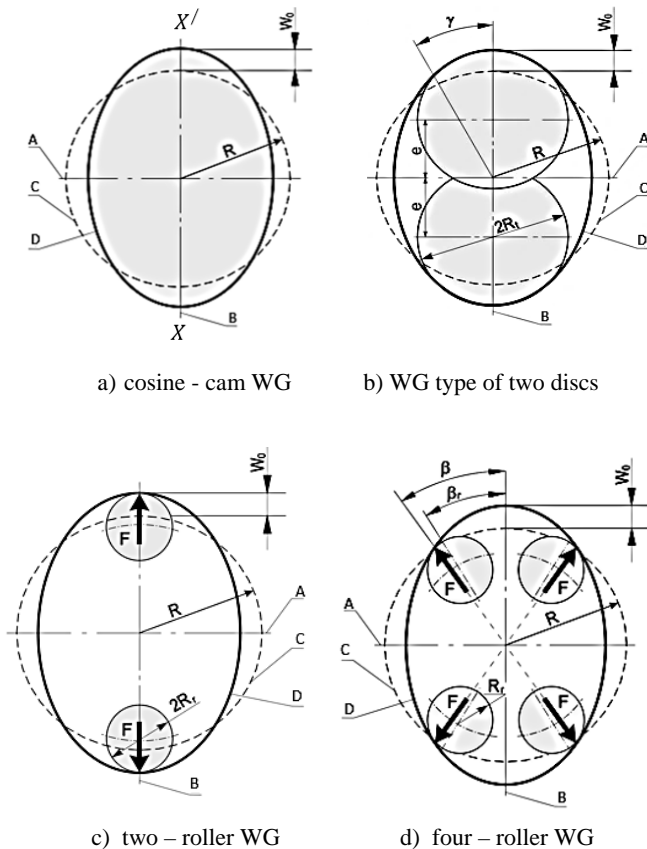 X/
W₀
A
R
C
D
B
X
a) cosine - cam WG
γ
W₀
e
R
A
e
2Rᵣ
C
D
B
b) WG type of two discs
W₀
F
R
A
C
2Rᵣ
D
F
B
c) two – roller WG
β
βᵣ
W₀
F
F
A
R
C
Rᵣ
D
F
F
B
d) four – roller WG